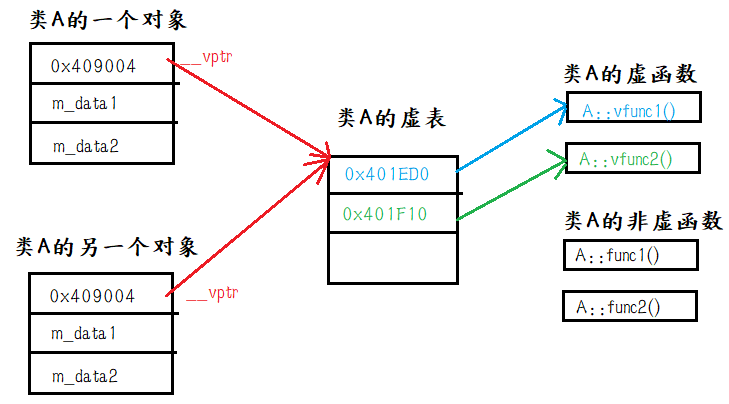 类A的一个对象
0x409004
__vptr
m_data1
m_data2
类A的另一个对象
0x409004
__vptr
m_data1
m_data2
类A的虚表
0x401ED0
0x401F10
类A的虚函数
A::vfunc1()
A::vfunc2()
类A的非虚函数
A::func1()
A::func2()